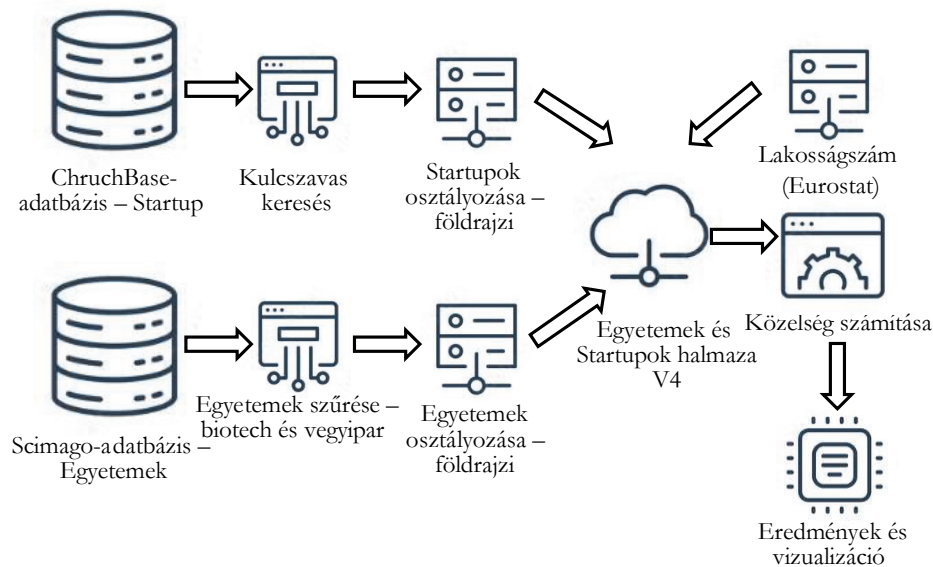 ChruchBase-
adatbázis – Startup
Kulcszavas
keresés
Startupok
osztályozása –
földrajzi
Lakosságszám
(Eurostat)
Egyetemek és
Startupok halmaza
V4
Közelség számítása
Scimago-adatbázis –
Egyetemek
Egyetemek szűrése –
biotech és vegyipar
Egyetemek
osztályozása –
földrajzi
Eredmények és
vizualizáció